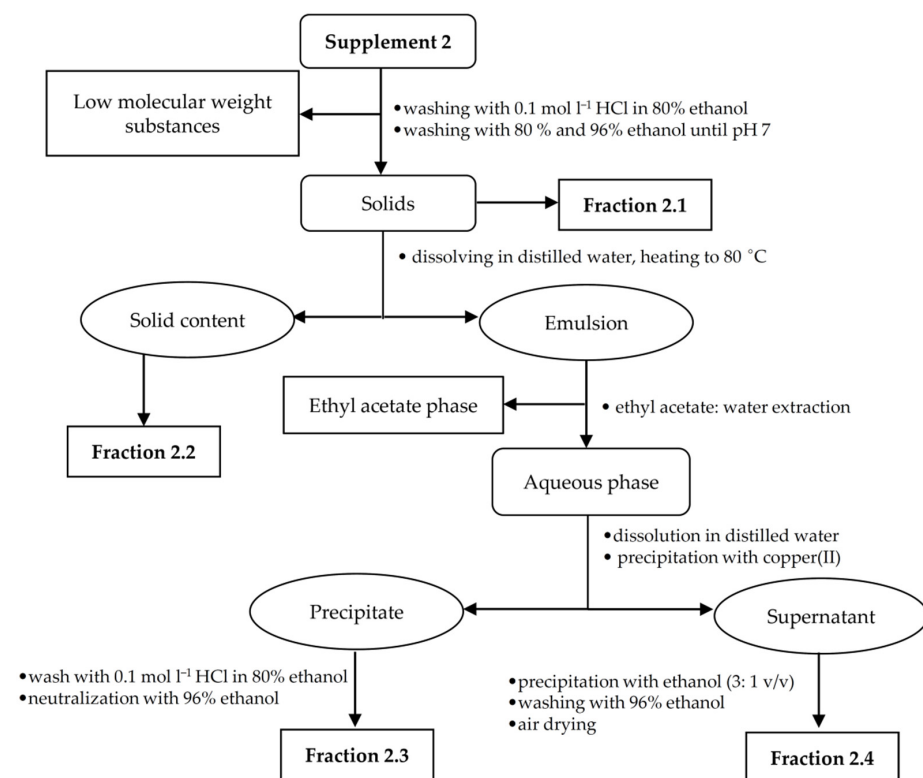 Supplement 2
Low molecular weight
substances
•washing with 0.1 mol l⁻¹ HCl in 80% ethanol
•washing with 80 % and 96% ethanol until pH 7
Solids
Fraction 2.1
• dissolving in distilled water, heating to 80 °C
Solid content
Emulsion
Ethyl acetate phase
• ethyl acetate: water extraction
Fraction 2.2
Aqueous phase
•dissolution in distilled water
• precipitation with copper(II)
Precipitate
Supernatant
•wash with 0.1 mol l⁻¹ HCl in 80% ethanol
•neutralization with 96% ethanol
•precipitation with ethanol (3: 1 v/v)
•washing with 96% ethanol
•air drying
Fraction 2.3
Fraction 2.4